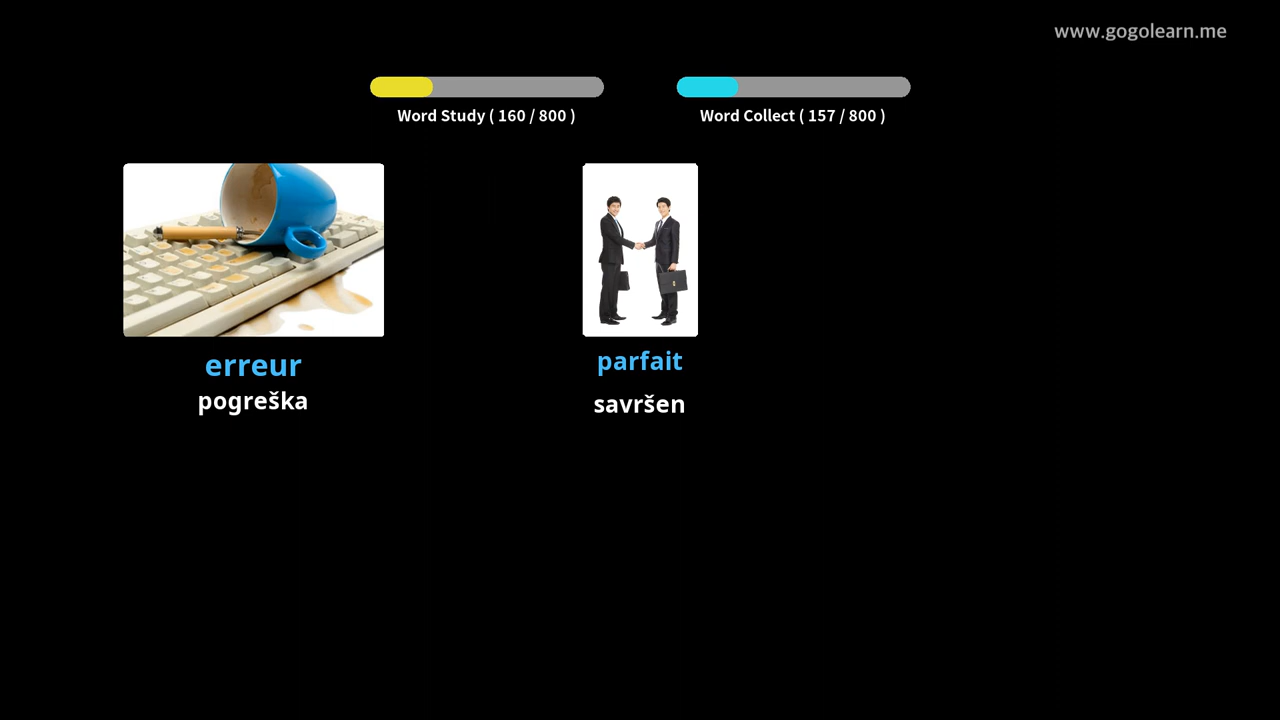 www.gogolearn.me
Word Study ( 160 / 800 )
Word Collect ( 157 / 800 )
erreur
pogreška
parfait
savršen